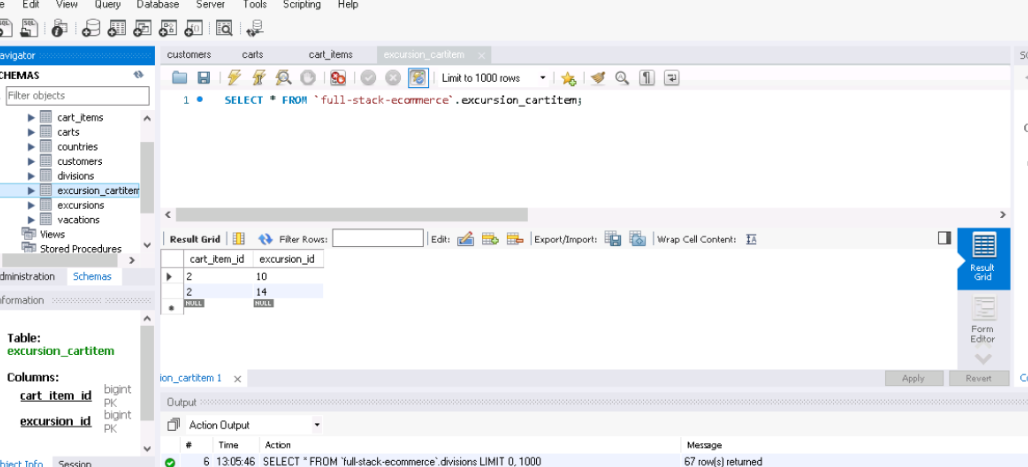 Edit View Query Database Server Tools Scripting Help
customers carts cart_items excursion_cartitem
Limit to 1000 rows
Filter objects
1 SELECT * FROM `full-stack-ecommerce`.excursion_cartitem;
cart_items
carts
countries
customers
divisions
excursion_cartitem
excursions
vacations
Views
Stored Procedures
Administration Schemas
Result Grid Filter Rows: Edit: Export/Import: Wrap Cell Content: IA
cart_item_id excursion_id
2 10
2 14
NULL NULL
Result
Grid
Form
Editor
Table:
excursion_cartitem
Columns:
cart_item_id bigint
PK
excursion_id bigint
PK
ion_cartitem 1
Apply Revert
Output
Action Output
# Time Action Message
6 13:05:46 SELECT * FROM `full-stack-ecommerce`.divisions LIMIT 0, 1000 67 row(s) returned
Object Info Session